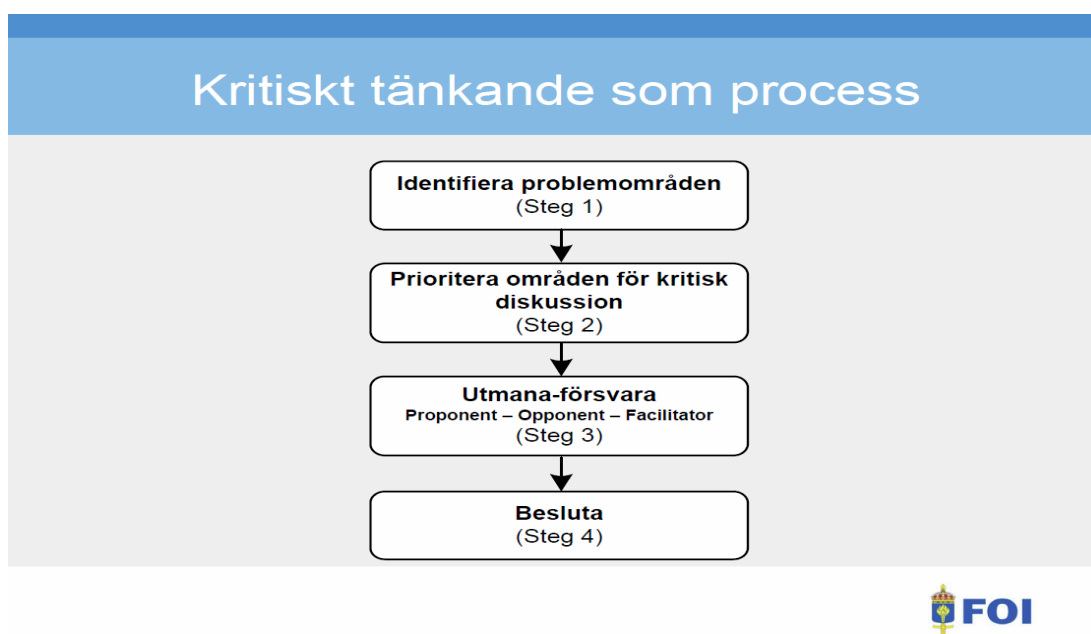 Kritiskt tänkande som process
Identifiera problemområden
(Steg 1)
Prioritera områden för kritisk
diskussion
(Steg 2)
Utmana-försvara
Proponent – Opponent – Facilitator
(Steg 3)
Besluta
(Steg 4)
FOI